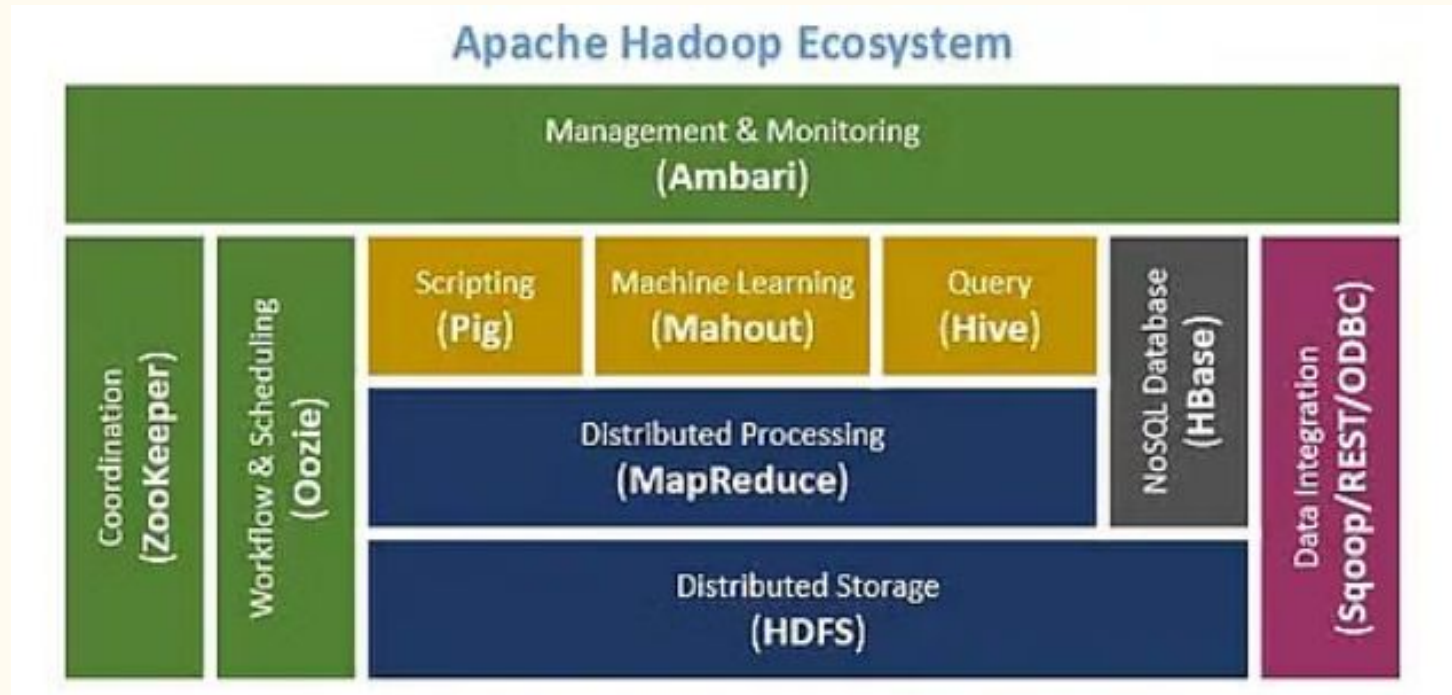 Apache Hadoop Ecosystem
Management & Monitoring
(Ambari)
Coordination
(ZooKeeper)
Workflow & Scheduling
(Oozie)
Scripting
(Pig)
Machine Learning
(Mahout)
Query
(Hive)
Distributed Processing
(MapReduce)
Distributed Storage
(HDFS)
NoSQL Database
(HBase)
Data Integration
(Sqoop/REST/ODBC)